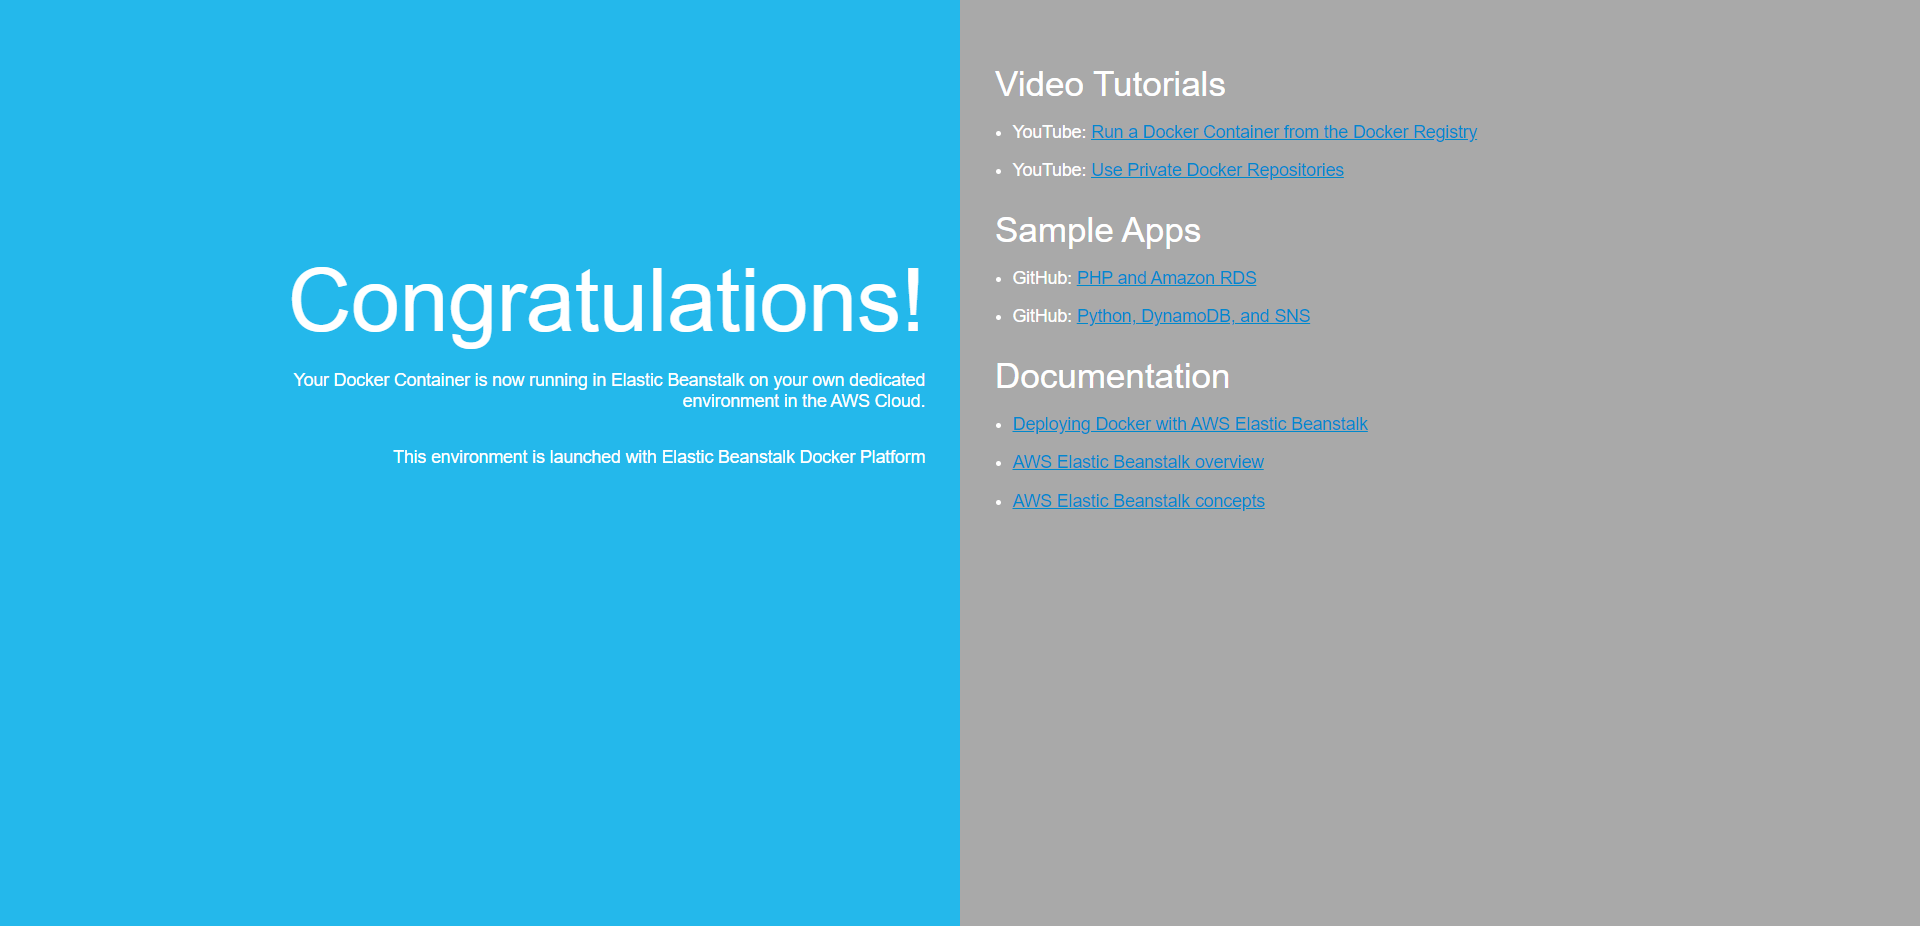 Congratulations!
Your Docker Container is now running in Elastic Beanstalk on your own dedicated
environment in the AWS Cloud.
This environment is launched with Elastic Beanstalk Docker Platform
Video Tutorials
• YouTube: Run a Docker Container from the Docker Registry
• YouTube: Use Private Docker Repositories
Sample Apps
• GitHub: PHP and Amazon RDS
• GitHub: Python, DynamoDB, and SNS
Documentation
• Deploying Docker with AWS Elastic Beanstalk
• AWS Elastic Beanstalk overview
• AWS Elastic Beanstalk concepts